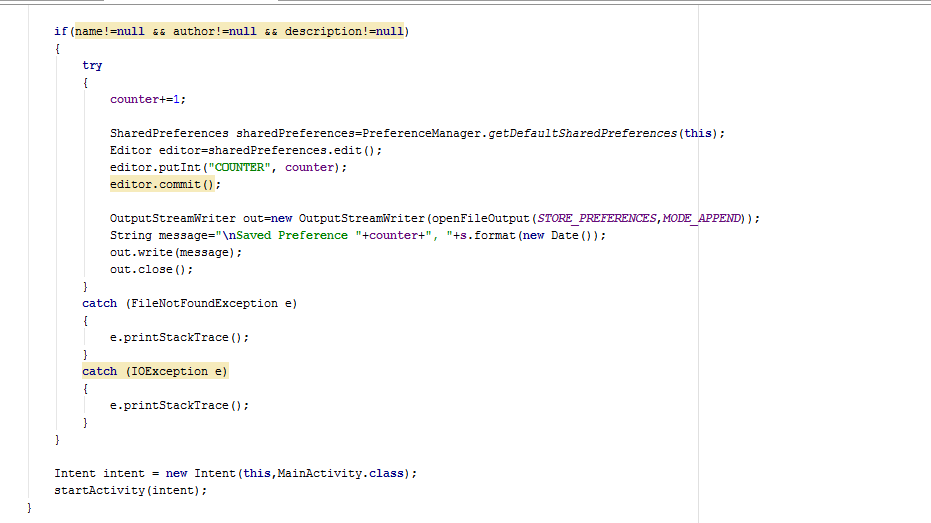 if(name!=null && author!=null && description!=null)
{
try
{
counter+=1;
SharedPreferences sharedPreferences=PreferenceManager.getDefaultSharedPreferences(this);
Editor editor=sharedPreferences.edit();
editor.putInt("COUNTER", counter);
editor.commit();
OutputStreamWriter out=new OutputStreamWriter(openFileOutput(STORE_PREFERENCES,MODE_APPEND));
String message="\nSaved Preference "+counter+", "+s.format(new Date());
out.write(message);
out.close();
}
catch (FileNotFoundException e)
{
e.printStackTrace();
}
catch (IOException e)
{
e.printStackTrace();
}
}
Intent intent = new Intent(this,MainActivity.class);
startActivity(intent);
}